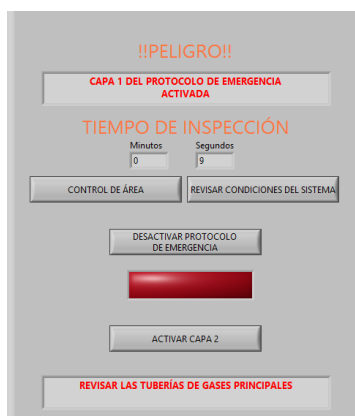 !!PELIGRO!!
CAPA 1 DEL PROTOCOLO DE EMERGENCIA
ACTIVADA
TIEMPO DE INSPECCIÓN
Minutos Segundos
0 9
CONTROL DE ÁREA REVISAR CONDICIONES DEL SISTEMA
DESACTIVAR PROTOCOLO
DE EMERGENCIA
ACTIVAR CAPA 2
REVISAR LAS TUBERÍAS DE GASES PRINCIPALES